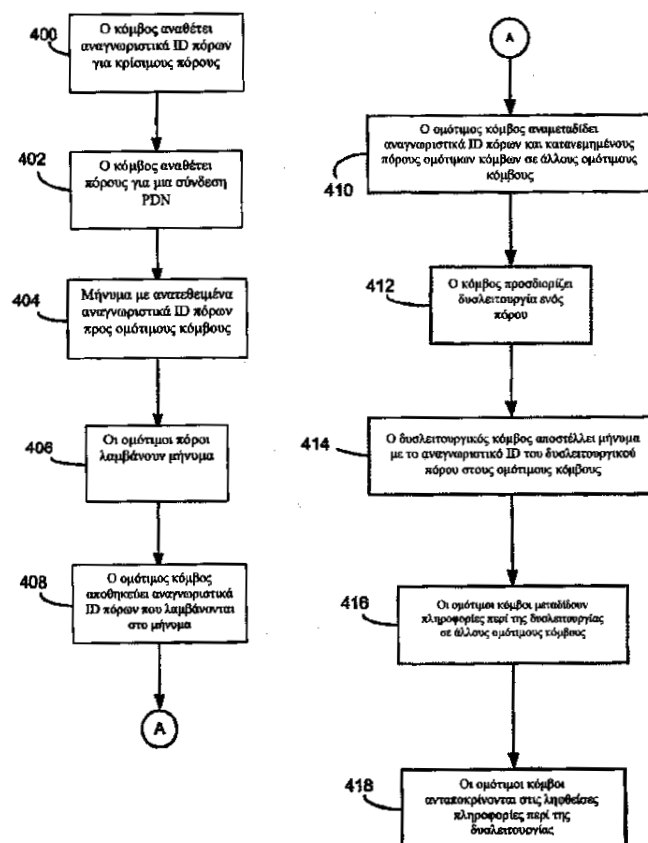 400
Ο κόμβος αναθέτει
αναγνωριστικά ID πόρων
για κρίσιμους πόρους
402
Ο κόμβος αναθέτει
πόρους για μια σύνδεση
PDN
404
Μήνυμα με ανατεθειμένα
αναγνωριστικά ID πόρων
προς ομότιμους κόμβους
406
Οι ομότιμοι πόροι
λαμβάνουν μήνυμα
408
Ο ομότιμος κόμβος
αποθηκεύει αναγνωριστικά
ID πόρων που λαμβάνονται
στο μήνυμα
A
A
410
Ο ομότιμος κόμβος αναμεταδίδει
αναγνωριστικά ID πόρων και κατανεμημένους
πόρους ομότιμων κόμβων σε άλλους ομότιμους
κόμβους
412
Ο κόμβος προσδιορίζει
δυσλειτουργία ενός
πόρου
414
Ο δυσλειτουργικός κόμβος αποστέλλει μήνυμα
με το αναγνωριστικό ID του δυσλειτουργικού
πόρου στους ομότιμους κόμβους
416
Οι ομότιμοι κόμβοι μεταδίδουν
πληροφορίες περί της δυσλειτουργίας
σε άλλους ομότιμους κόμβους
418
Οι ομότιμοι κόμβοι
ανταποκρίνονται στις ληφθείσες
πληροφορίες περί της
δυσλειτουργίας